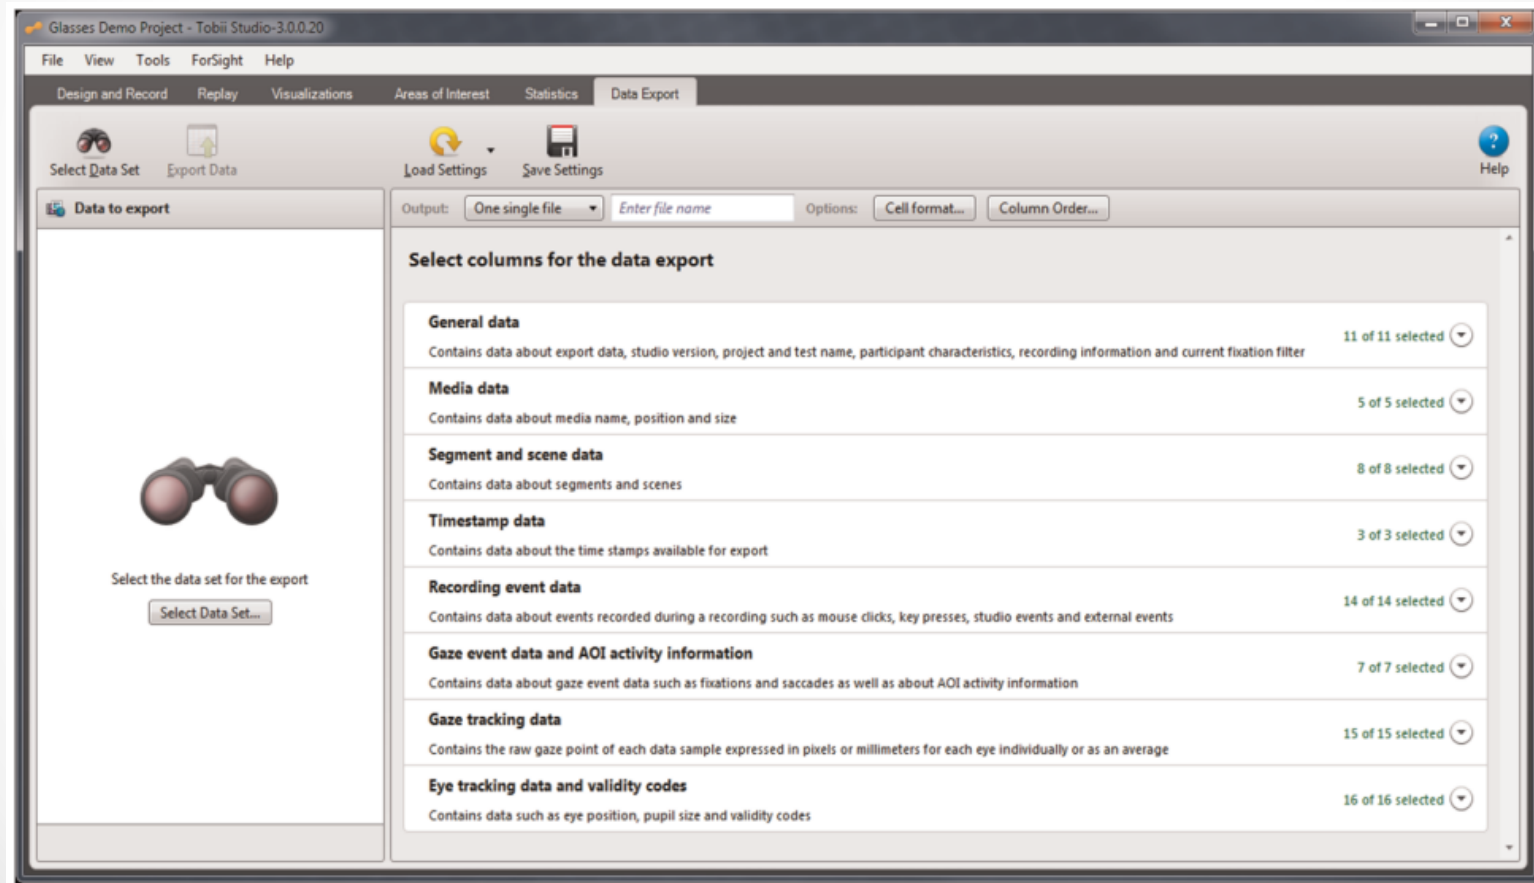 Glasses Demo Project - Tobii Studio-3.0.0.20
File View Tools ForSight Help
Design and Record Replay Visualizations Areas of Interest Statistics Data Export
Select Data Set Export Data Load Settings Save Settings ? Help
Data to export
Output: One single file Enter file name Options: Cell format... Column Order...
Select the data set for the export
Select Data Set...
Select columns for the data export
General data
Contains data about export data, studio version, project and test name, participant characteristics, recording information and current fixation filter
11 of 11 selected
Media data
Contains data about media name, position and size
5 of 5 selected
Segment and scene data
Contains data about segments and scenes
8 of 8 selected
Timestamp data
Contains data about the time stamps available for export
3 of 3 selected
Recording event data
Contains data about events recorded during a recording such as mouse clicks, key presses, studio events and external events
14 of 14 selected
Gaze event data and AOI activity information
Contains data about gaze event data such as fixations and saccades as well as about AOI activity information
7 of 7 selected
Gaze tracking data
Contains the raw gaze point of each data sample expressed in pixels or millimeters for each eye individually or as an average
15 of 15 selected
Eye tracking data and validity codes
Contains data such as eye position, pupil size and validity codes
16 of 16 selected